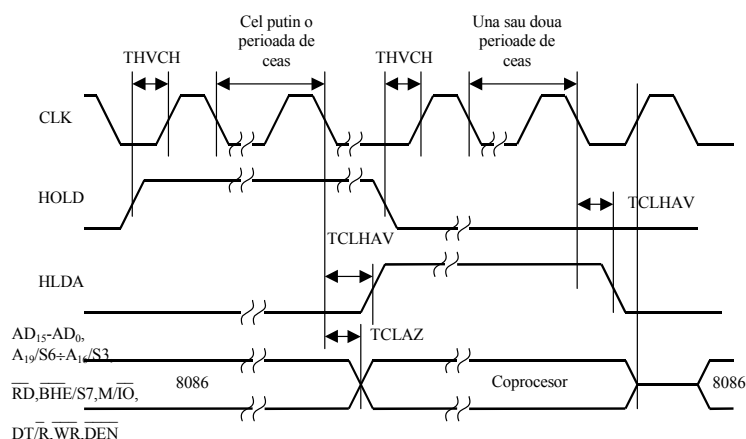 Cel putin o
perioada de
ceas
Una sau doua
perioade de
ceas
THVCH
THVCH
CLK
HOLD
TCLHAV
TCLHAV
HLDA
AD15-AD0,
A19/S6÷A16/S3,
TCLAZ
RD,BHE/S7,M/IO,
8086
Coprocesor
8086
DT/R,WR,DEN